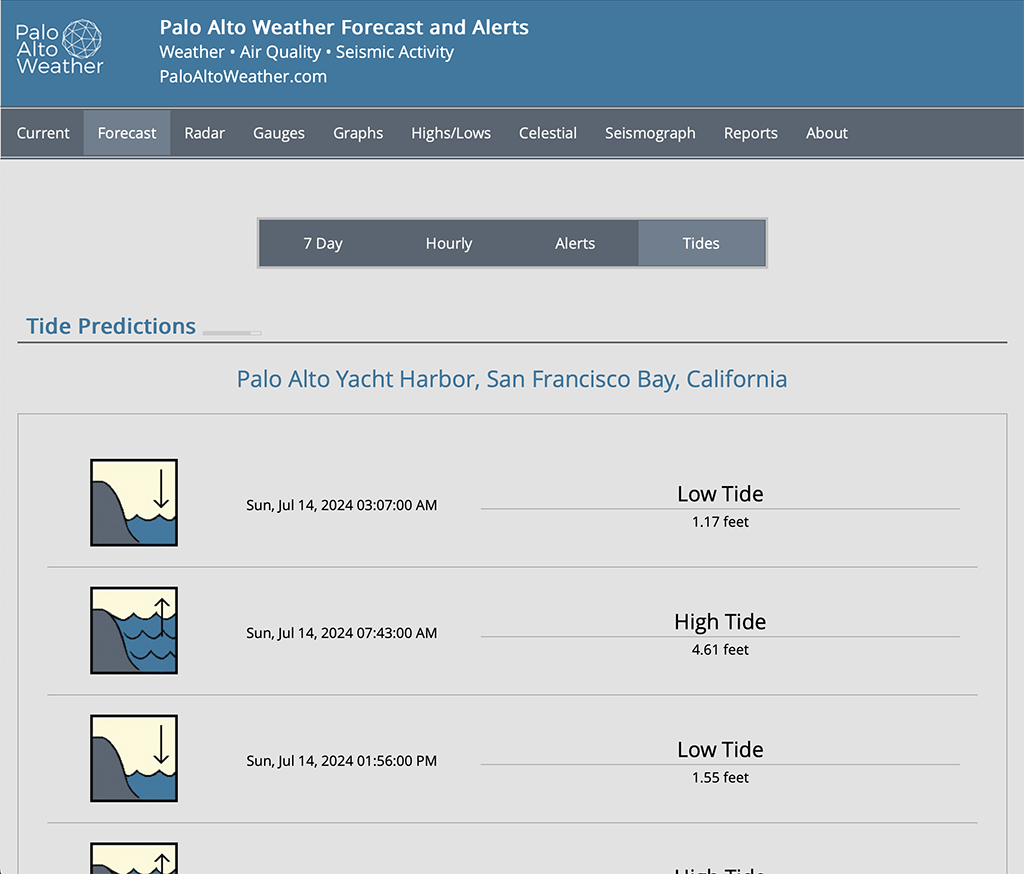 Palo
Alto
Weather
Palo Alto Weather Forecast and Alerts
Weather • Air Quality • Seismic Activity
PaloAltoWeather.com
Current Forecast Radar Gauges Graphs Highs/Lows Celestial Seismograph Reports About
7 Day Hourly Alerts Tides
Tide Predictions
Palo Alto Yacht Harbor, San Francisco Bay, California
Low Tide
Sun, Jul 14, 2024 03:07:00 AM
1.17 feet
High Tide
Sun, Jul 14, 2024 07:43:00 AM
4.61 feet
Low Tide
Sun, Jul 14, 2024 01:56:00 PM
1.55 feet
High Tide